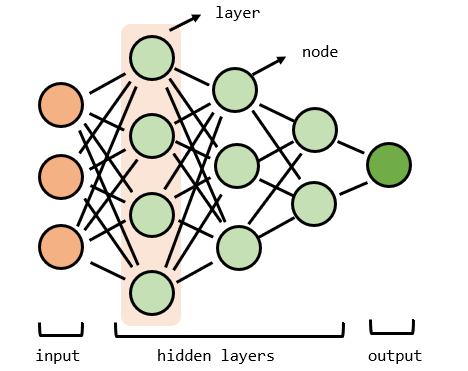 layer
node
input
hidden layers
output